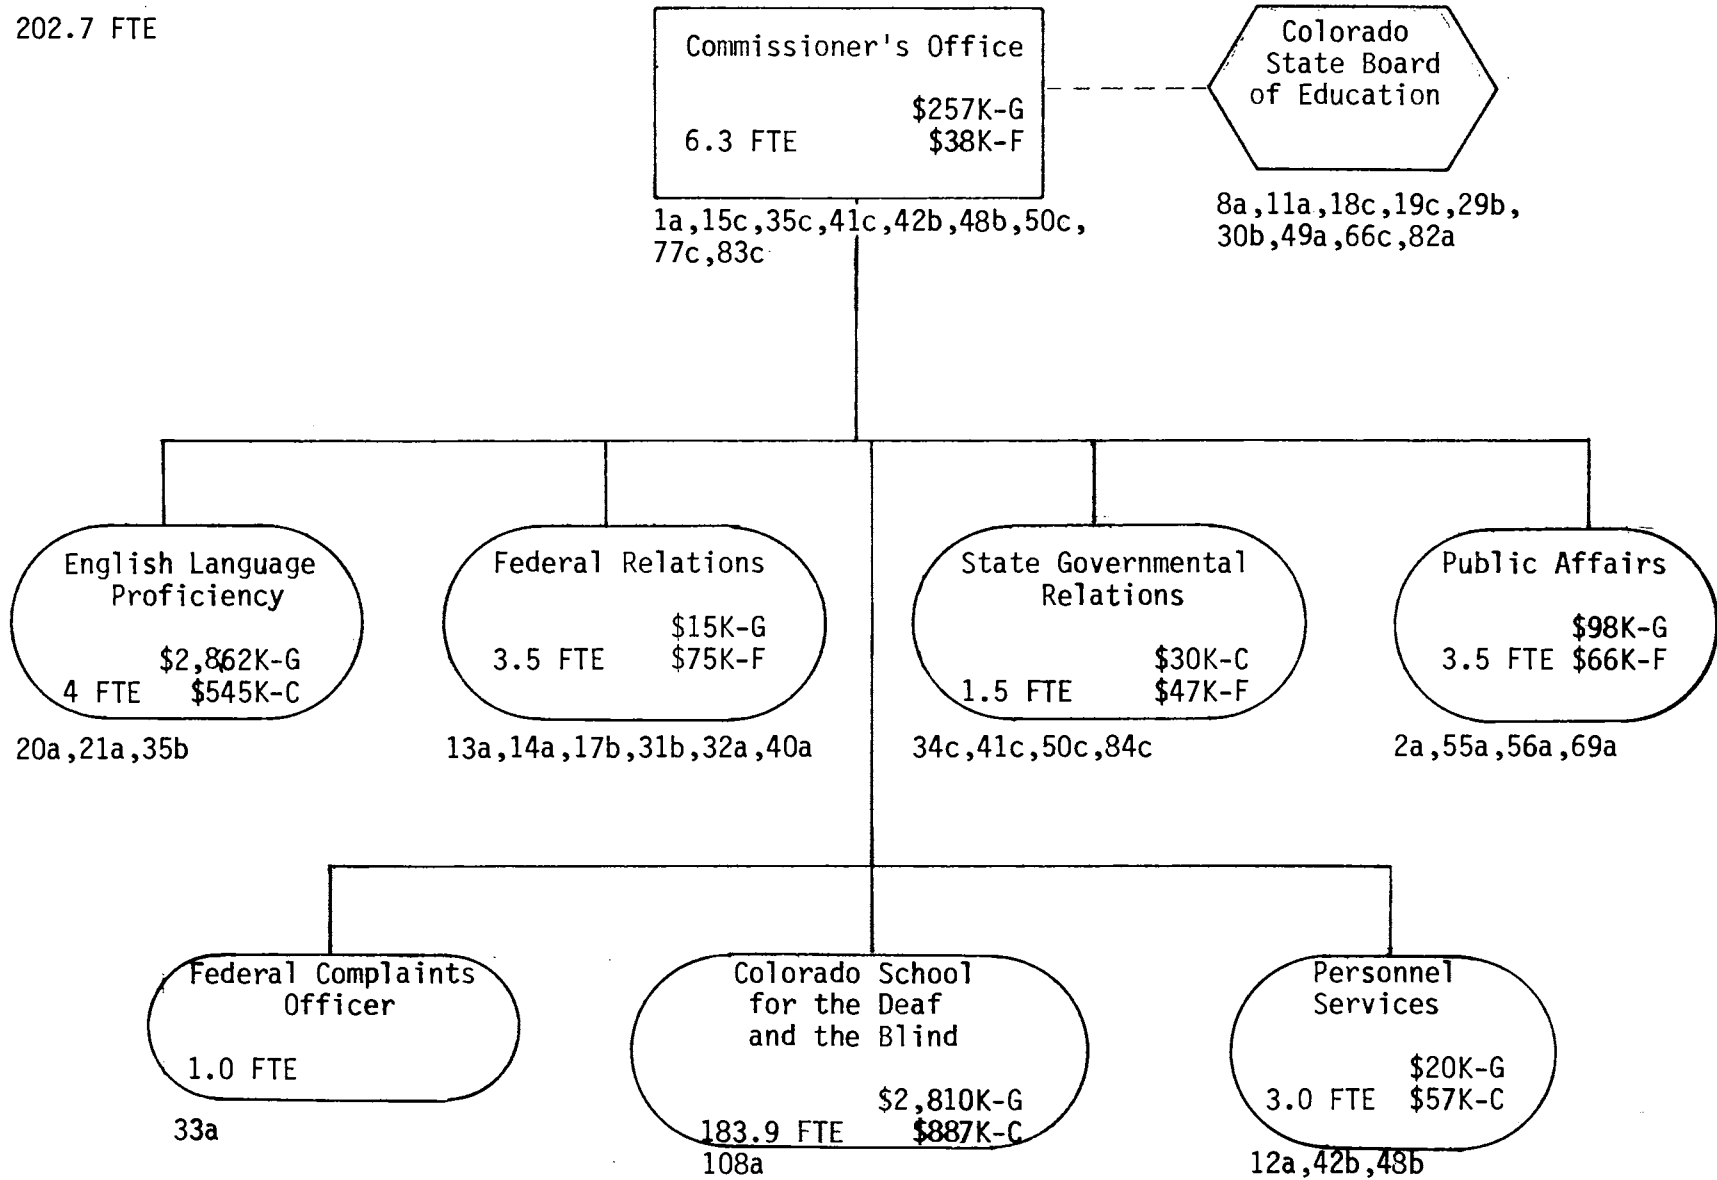 202.7 FTE
Commissioner's Office
$257K-G
6.3 FTE $38K-F
1a,15c,35c,41c,42b,48b,50c,
77c,83c
Colorado
State Board
of Education
8a,11a,18c,19c,29b,
30b,49a,66c,82a
English Language
Proficiency
$2,862K-G
4 FTE $545K-C
20a,21a,35b
Federal Relations
$15K-G
3.5 FTE $75K-F
13a,14a,17b,31b,32a,40a
State Governmental
Relations
$30K-C
1.5 FTE $47K-F
34c,41c,50c,84c
Public Affairs
$98K-G
3.5 FTE $66K-F
2a,55a,56a,69a
Federal Complaints
Officer
1.0 FTE
33a
Colorado School
for the Deaf
and the Blind
$2,810K-G
183.9 FTE $887K-C
108a
Personnel
Services
$20K-G
3.0 FTE $57K-C
12a,42b,48b